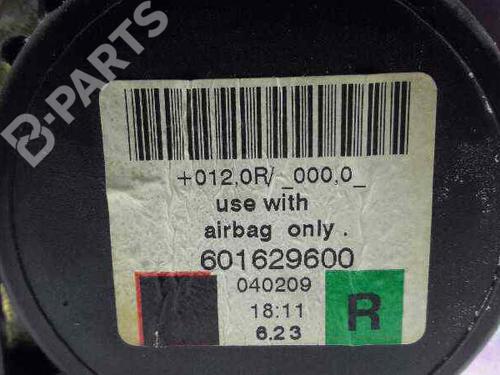 B-PARTS
+012,0R/_000,0_
use with
airbag only .
601629600
040209
18:11
6.23
R